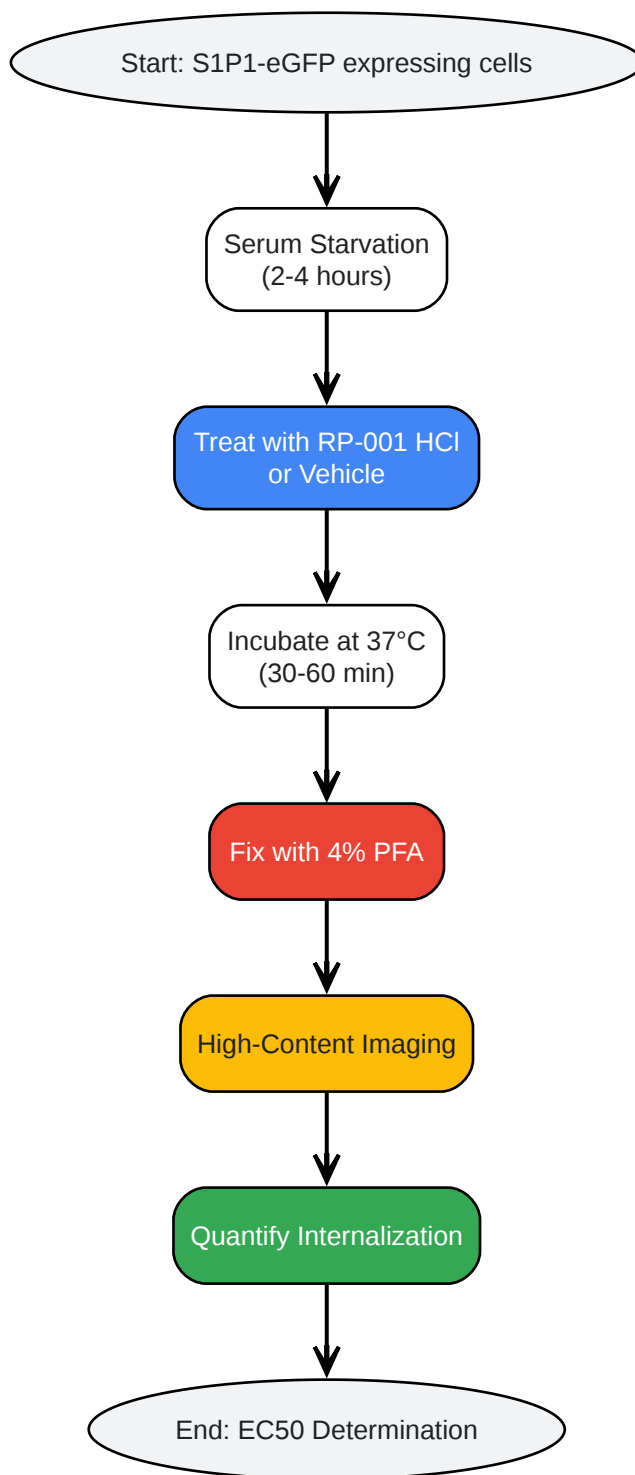 Start: S1P1-eGFP expressing cells
Serum Starvation
(2-4 hours)
Treat with RP-001 HCl
or Vehicle
Incubate at 37°C
(30-60 min)
Fix with 4% PFA
High-Content Imaging
Quantify Internalization
End: EC50 Determination